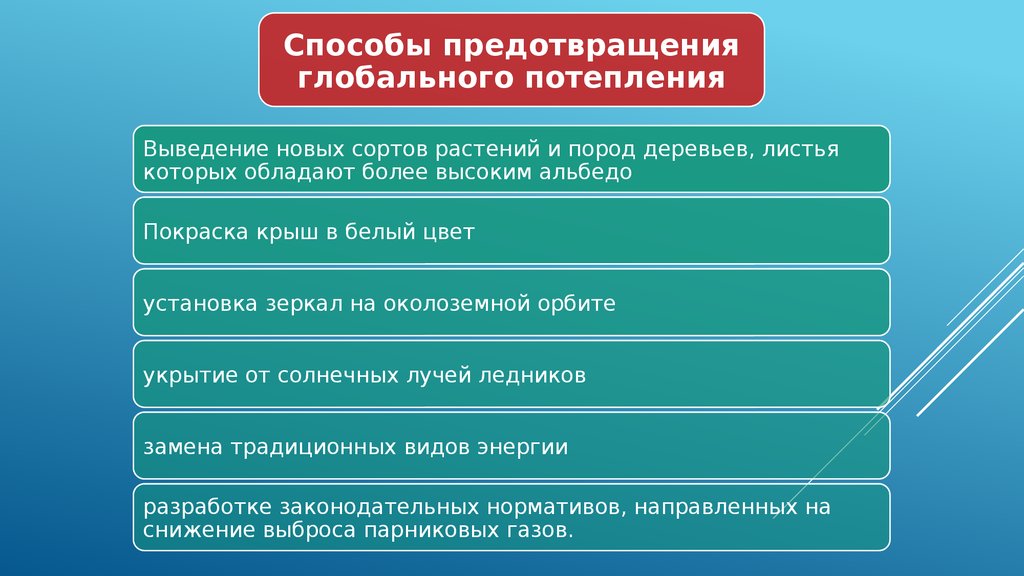 Способы предотвращения
глобального потепления
Выведение новых сортов растений и пород деревьев, листья
которых обладают более высоким альбедо
Покраска крыш в белый цвет
установка зеркал на околоземной орбите
укрытие от солнечных лучей ледников
замена традиционных видов энергии
разработке законодательных нормативов, направленных на
снижение выброса парниковых газов.